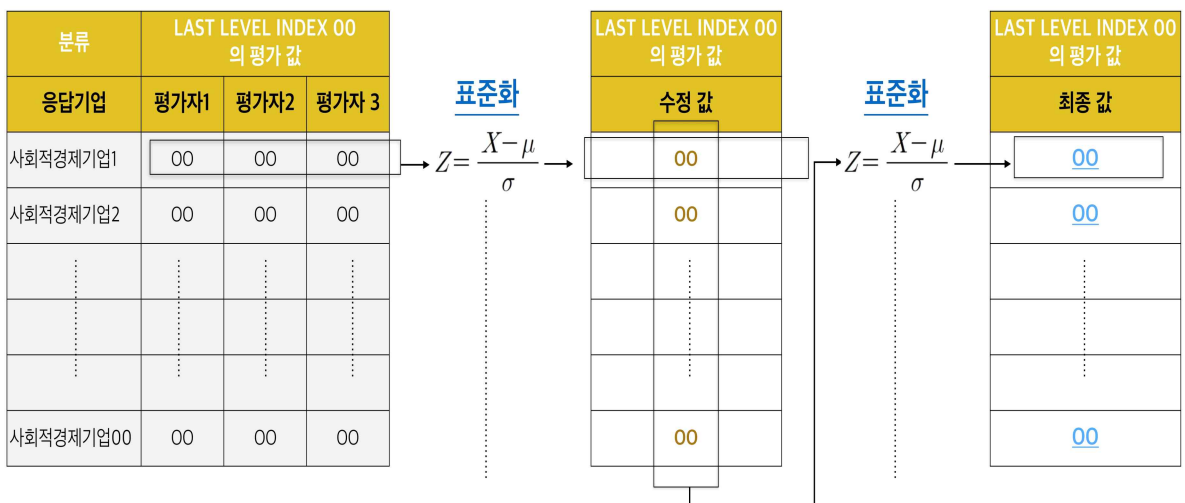 분류
LAST LEVEL INDEX 00
의 평가 값
응답기업 평가자1 평가자2 평가자 3
사회적경제기업1 00 00 00
사회적경제기업2 00 00 00
사회적경제기업00 00 00 00
표준화
Z= X−μ
σ
LAST LEVEL INDEX 00
의 평가 값
수정 값
00
00
00
표준화
Z= X−μ
σ
LAST LEVEL INDEX 00
의 평가 값
최종 값
00
00
00